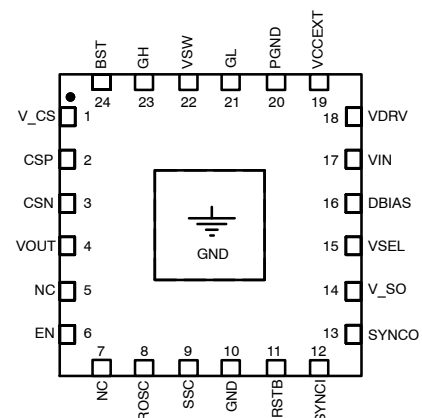 BST
GH
VSW
GL
PGND
VCCEXT
24
23
22
21
20
19
V_CS 1
18 VDRV
CSP 2
17 VIN
CSN 3
16 DBIAS
VOUT 4
15 VSEL
GND
NC 5
14 V_SO
EN 6
13 SYNCO
7
8
9
10
11
12
NC
ROSC
SSC
GND
RSTB
SYNCI